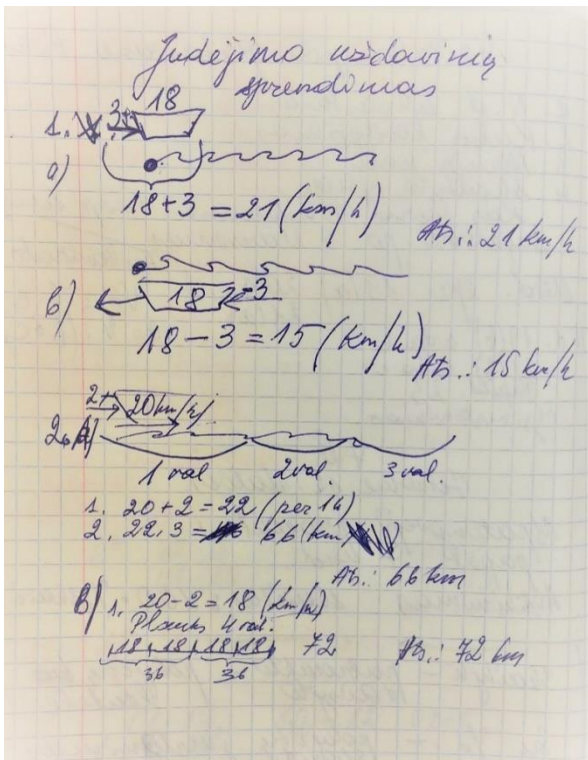 Judėjimo uždavinių
sprendimas
3+ 18
1.
a)
18+3 = 21 (km/h)
Ats.: 21 km/h
b)
18 -3
18 - 3 = 15 (km/h)
Ats.: 15 km/h
2+ 20km/h
2.
1 val 2val. 3 val.
1. 20+2 = 22 (per 1h)
2. 22.3 = 66 (km)
Ats.: 66 km
B) 1. 20-2 = 18 (km/h)
Plauks 4 val.
18 18 18 18 72
36 36
Ats.: 72 km